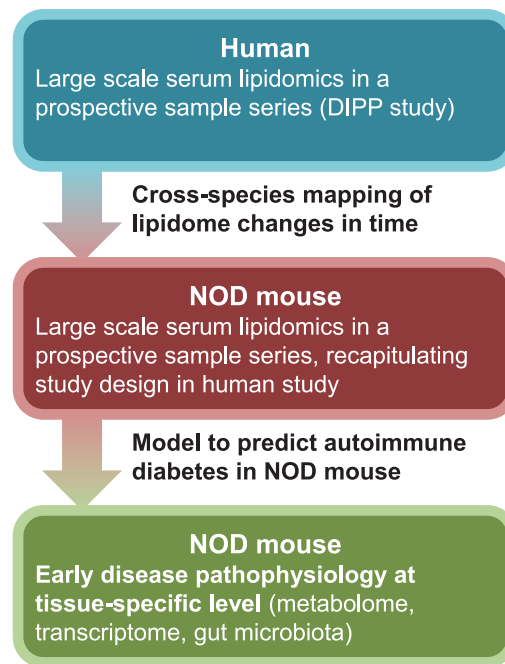 Human
Large scale serum lipidomics in a
prospective sample series (DIPP study)
Cross-species mapping of
lipidome changes in time
NOD mouse
Large scale serum lipidomics in a
prospective sample series, recapitulating
study design in human study
Model to predict autoimmune
diabetes in NOD mouse
NOD mouse
Early disease pathophysiology at
tissue-specific level (metabolome,
transcriptome, gut microbiota)